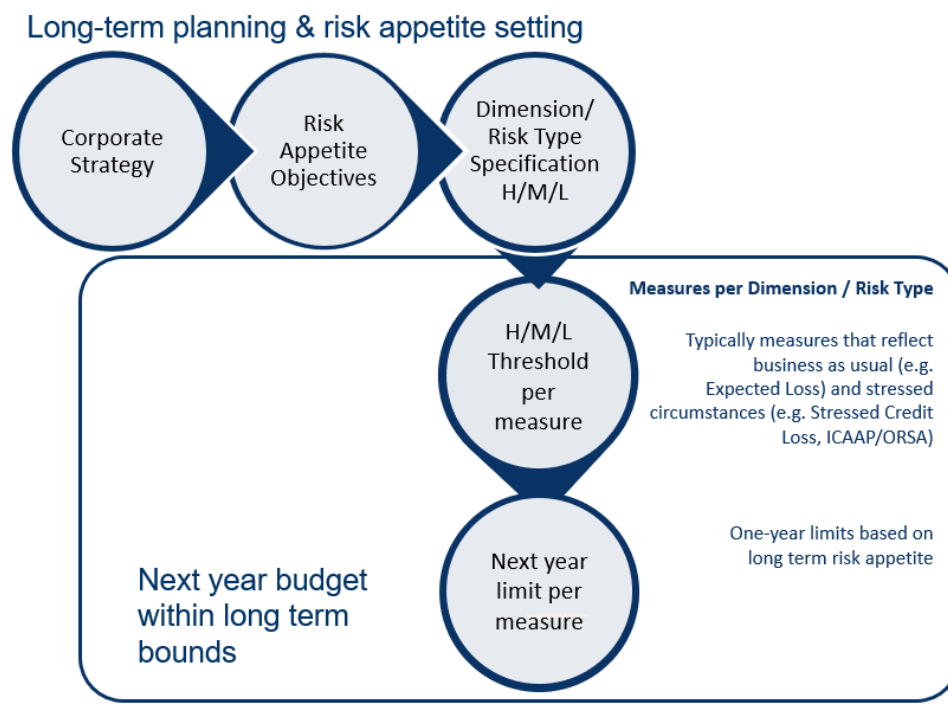 Long-term planning & risk appetite setting
Corporate
Strategy
Risk
Appetite
Objectives
Dimension/
Risk Type
Specification
H/M/L
Measures per Dimension / Risk Type
H/M/L
Threshold
per
measure
Typically measures that reflect
business as usual (e.g.
Expected Loss) and stressed
circumstances (e.g. Stressed Credit
Loss, ICAAP/ORSA)
Next year
limit per
measure
One-year limits based on
long term risk appetite
Next year budget
within long term
bounds